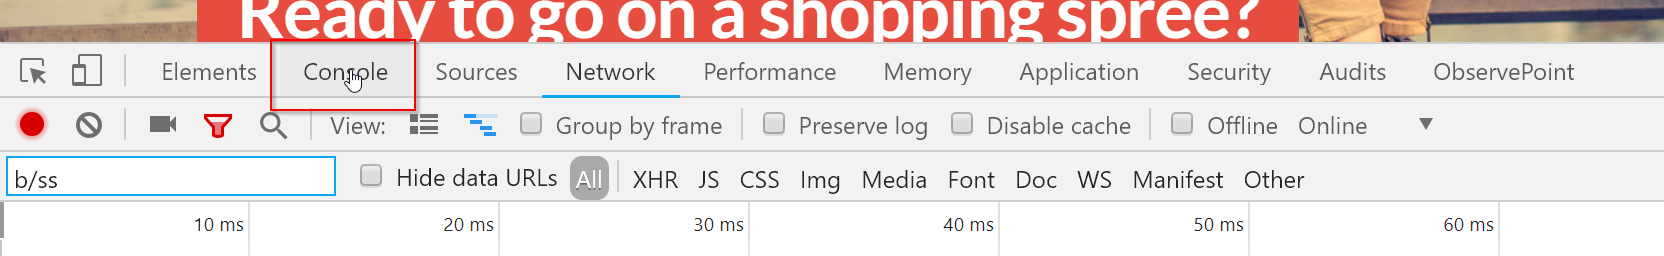 Ready to go on a shopping spree?
Elements Console Sources Network Performance Memory Application Security Audits ObservePoint
View: Group by frame Preserve log Disable cache Offline Online
b/ss Hide data URLs All XHR JS CSS Img Media Font Doc WS Manifest Other
10 ms 20 ms 30 ms 40 ms 50 ms 60 ms